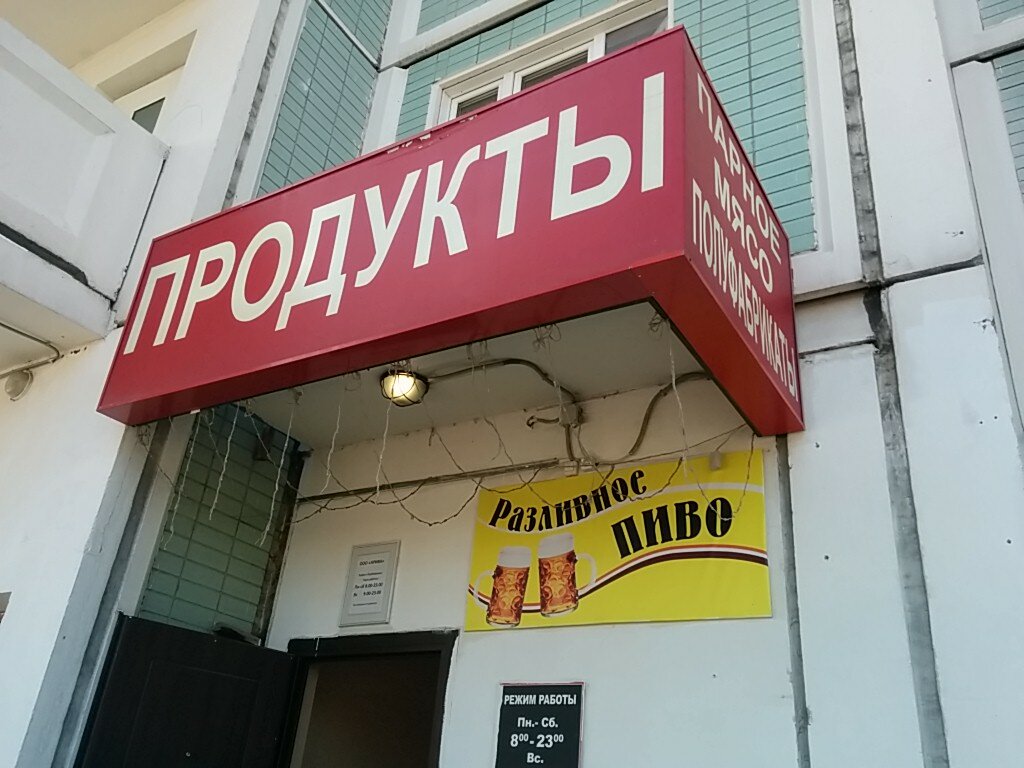 ПРОДУКТЫ
ПАРНОЕ
МЯСО
ПОЛУФАБРИКАТЫ
Разливное
ПИВО
РЕЖИМ РАБОТЫ
Пн.- Сб.
8⁰⁰ - 23⁰⁰
Вс.